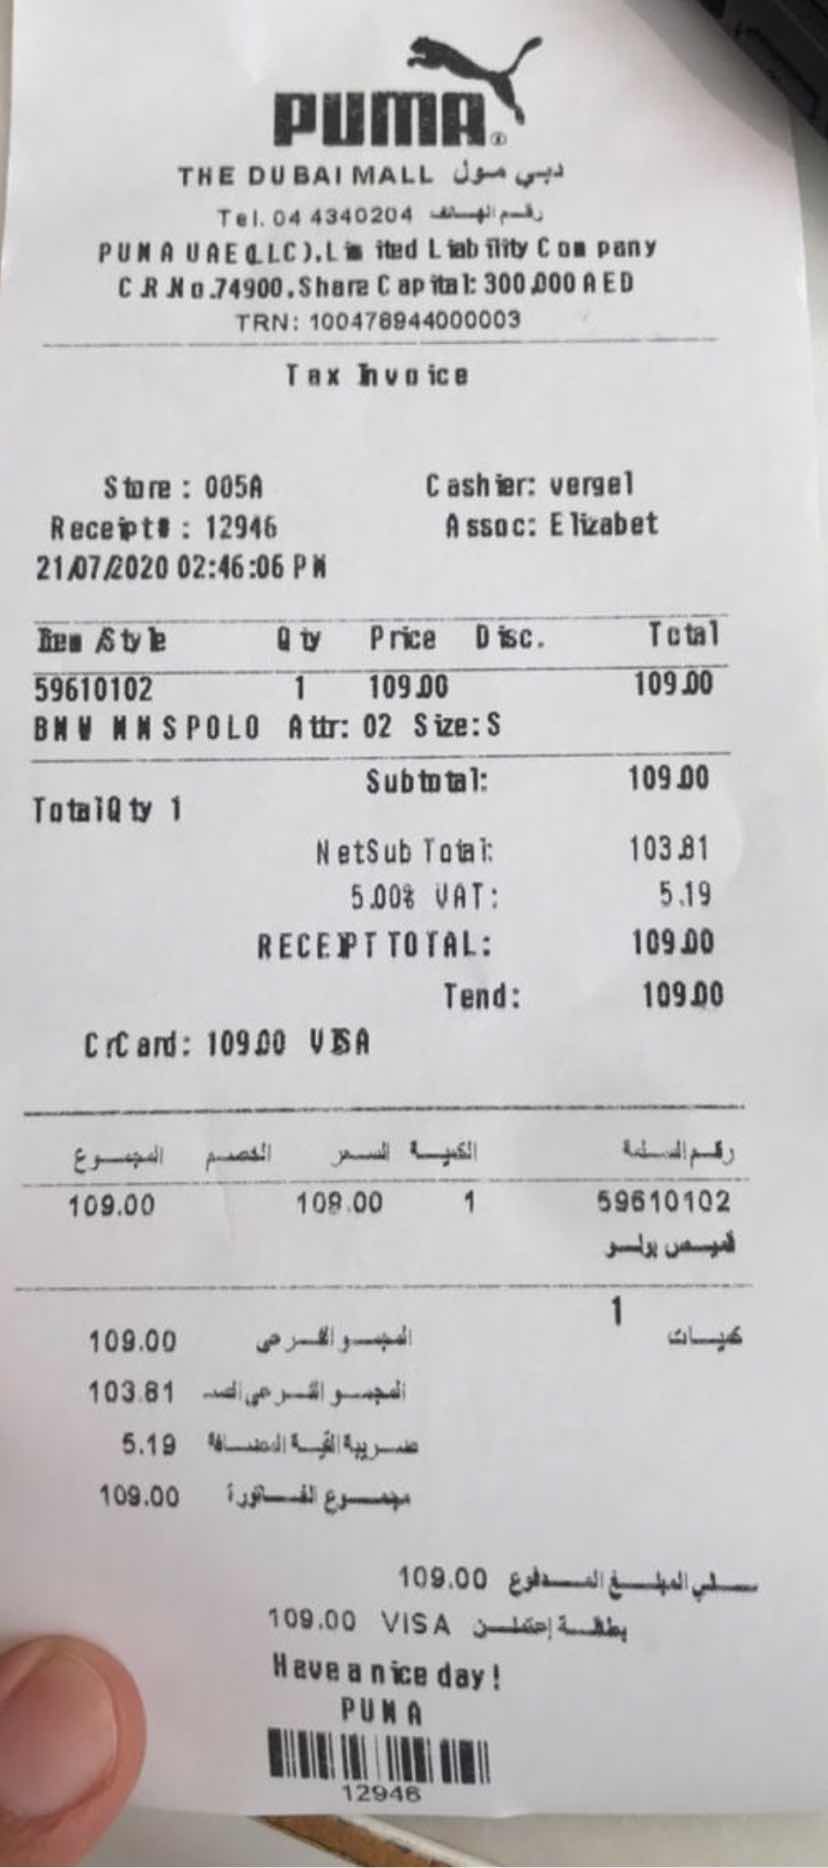 PUMA
THE DUBAI MALL دبي مول
Tel. 04 4340204 رقم الهاتف
PUMA UAE (LLC).Limited Liability Company
C.R.No.74900.Share Capital: 300,000 AED
TRN: 100478944000003
Tax Invoice
Store : 005A Cashier: vergel
Receipt# : 12946 Assoc: Elizabet
21/07/2020 02:46:06 PM
Item /Style Qty Price Disc. Total
59610102 1 109.00 109.00
BMW MMS POLO Attr: 02 Size: S
Subtotal: 109.00
TotalQty 1
NetSub Total: 103.81
5.00% VAT: 5.19
RECEIPT TOTAL: 109.00
Tend: 109.00
CrCard: 109.00 VISA
رقم السلعة الكمية السعر الخصم المجموع
59610102 1 109.00 109.00
قميص بولو
كميات 1
المجمو الفرعي 109.00
المجمو الفرعي الصـ 103.81
ضريبة القيمة المضافة 5.19
مجموع الفاتورة 109.00
المبلغ المدفوع 109.00
بطاقة إئتمان VISA 109.00
Have a nice day!
PUMA
12946